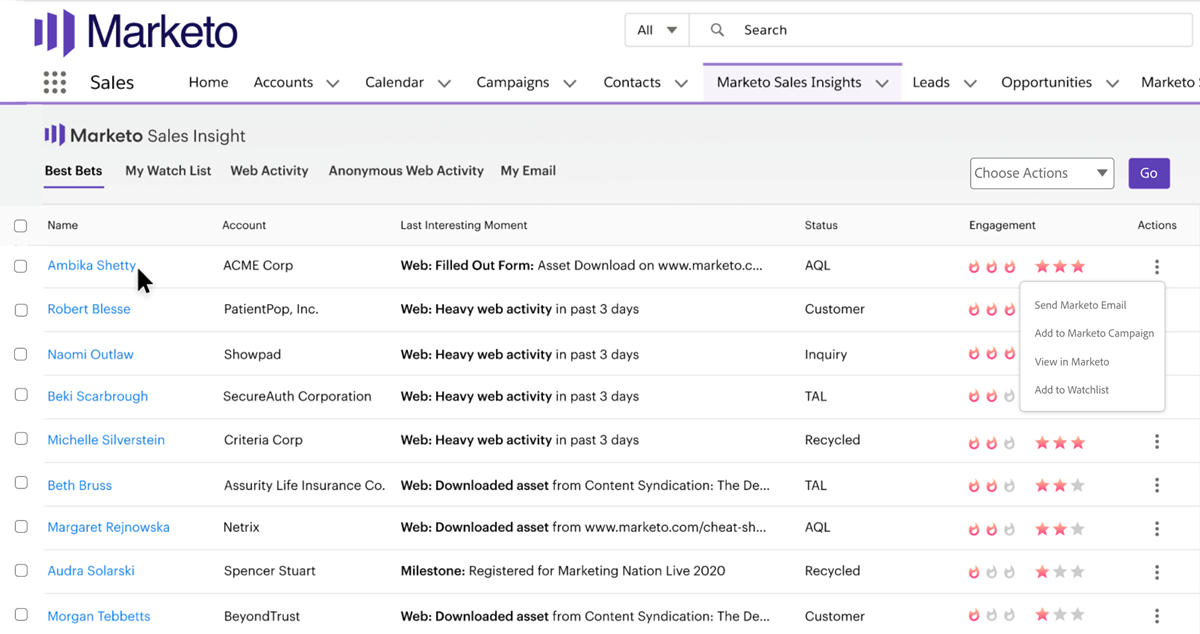 Marketo
All Search
Sales Home Accounts Calendar Campaigns Contacts Marketo Sales Insights Leads Opportunities Marketo
Marketo Sales Insight
Best Bets My Watch List Web Activity Anonymous Web Activity My Email Choose Actions Go
Name Account Last Interesting Moment Status Engagement Actions
Ambika Shetty ACME Corp Web: Filled Out Form: Asset Download on www.marketo.c... AQL
Send Marketo Email
Add to Marketo Campaign
View in Marketo
Add to Watchlist
Robert Blesse PatientPop, Inc. Web: Heavy web activity in past 3 days Customer
Naomi Outlaw Showpad Web: Heavy web activity in past 3 days Inquiry
Beki Scarbrough SecureAuth Corporation Web: Heavy web activity in past 3 days TAL
Michelle Silverstein Criteria Corp Web: Heavy web activity in past 3 days Recycled
Beth Bruss Assurity Life Insurance Co. Web: Downloaded asset from Content Syndication: The De... TAL
Margaret Rejnowska Netrix Web: Downloaded asset from www.marketo.com/cheat-sh... AQL
Audra Solarski Spencer Stuart Milestone: Registered for Marketing Nation Live 2020 Recycled
Morgan Tebbetts BeyondTrust Web: Downloaded asset from Content Syndication: The De... Customer